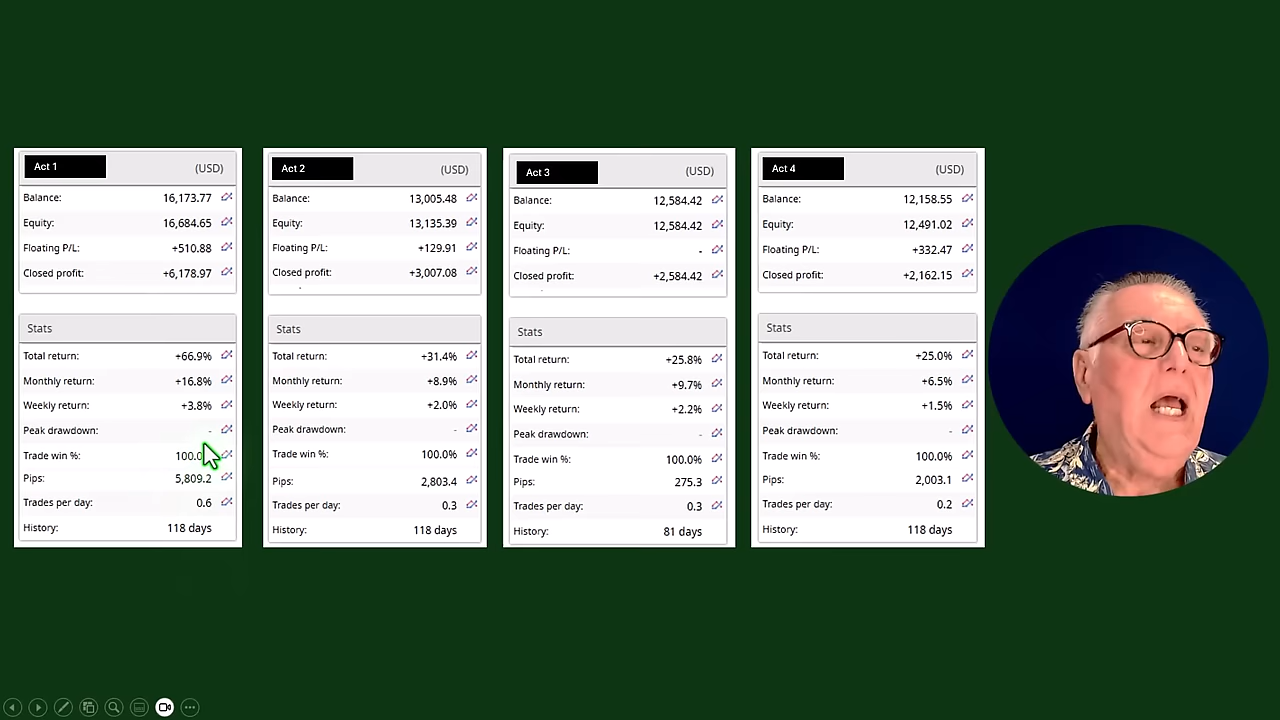 Act 1 (USD)
Balance: 16,173.77
Equity: 16,684.65
Floating P/L: +510.88
Closed profit: +6,178.97
Stats
Total return: +66.9%
Monthly return: +16.8%
Weekly return: +3.8%
Peak drawdown: -
Trade win %: 100.0
Pips: 5,809.2
Trades per day: 0.6
History: 118 days
Act 2 (USD)
Balance: 13,005.48
Equity: 13,135.39
Floating P/L: +129.91
Closed profit: +3,007.08
Stats
Total return: +31.4%
Monthly return: +8.9%
Weekly return: +2.0%
Peak drawdown: -
Trade win %: 100.0%
Pips: 2,803.4
Trades per day: 0.3
History: 118 days
Act 3 (USD)
Balance: 12,584.42
Equity: 12,584.42
Floating P/L: -
Closed profit: +2,584.42
Stats
Total return: +25.8%
Monthly return: +9.7%
Weekly return: +2.2%
Peak drawdown: -
Trade win %: 100.0%
Pips: 275.3
Trades per day: 0.3
History: 81 days
Act 4 (USD)
Balance: 12,158.55
Equity: 12,491.02
Floating P/L: +332.47
Closed profit: +2,162.15
Stats
Total return: +25.0%
Monthly return: +6.5%
Weekly return: +1.5%
Peak drawdown: -
Trade win %: 100.0%
Pips: 2,003.1
Trades per day: 0.2
History: 118 days